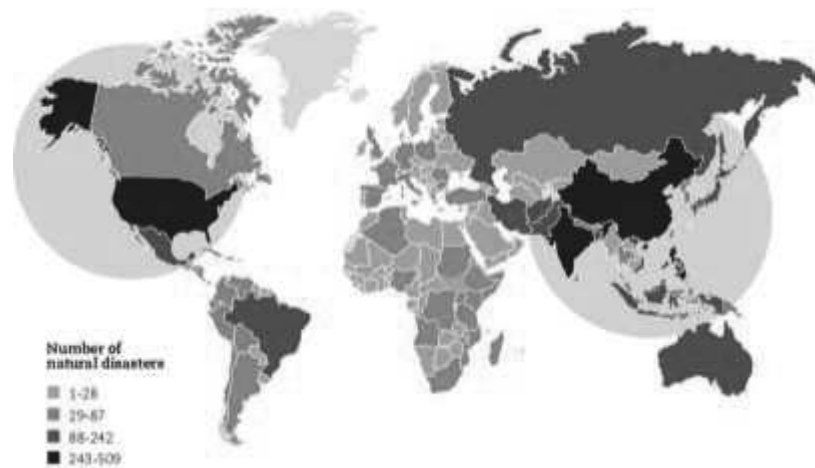 Number of
natural disasters
1-28
29-87
88-242
243-509